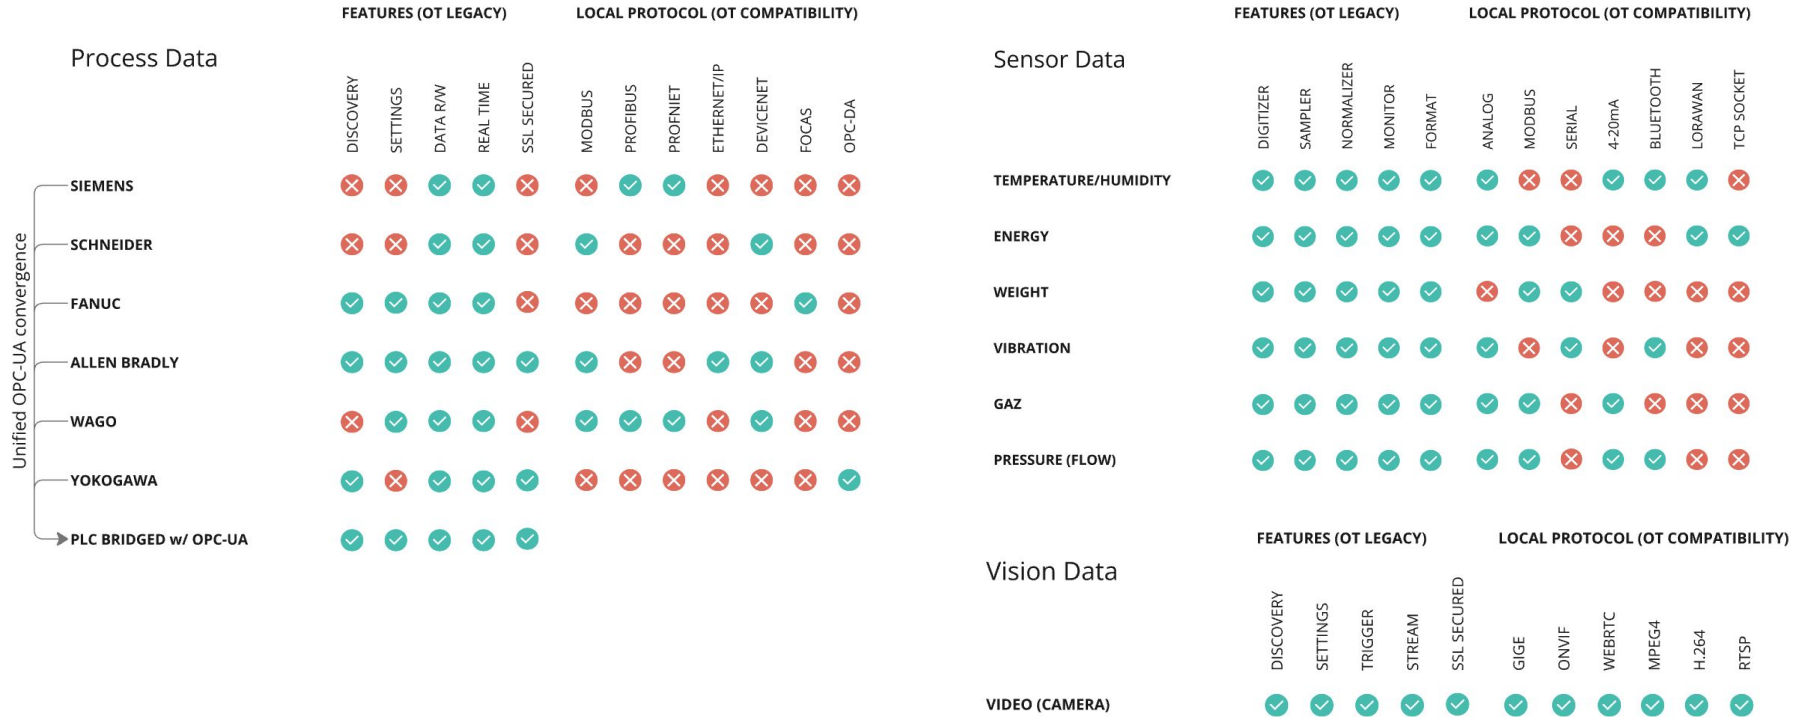 FEATURES (OT LEGACY) LOCAL PROTOCOL (OT COMPATIBILITY)
Process Data
DISCOVERY
SETTINGS
DATA R/W
REAL TIME
SSL SECURED
MODBUS
PROFIBUS
PROFNIET
ETHERNET/IP
DEVICENET
FOCAS
OPC-DA
Unified OPC-UA convergence
SIEMENS
SCHNEIDER
FANUC
ALLEN BRADLY
WAGO
YOKOGAWA
PLC BRIDGED w/ OPC-UA
FEATURES (OT LEGACY) LOCAL PROTOCOL (OT COMPATIBILITY)
Sensor Data
DIGITIZER
SAMPLER
NORMALIZER
MONITOR
FORMAT
ANALOG
MODBUS
SERIAL
4-20mA
BLUETOOTH
LORAWAN
TCP SOCKET
TEMPERATURE/HUMIDITY
ENERGY
WEIGHT
VIBRATION
GAZ
PRESSURE (FLOW)
FEATURES (OT LEGACY) LOCAL PROTOCOL (OT COMPATIBILITY)
Vision Data
DISCOVERY
SETTINGS
TRIGGER
STREAM
SSL SECURED
GIGE
ONVIF
WEBRTC
MPEG4
H.264
RTSP
VIDEO (CAMERA)